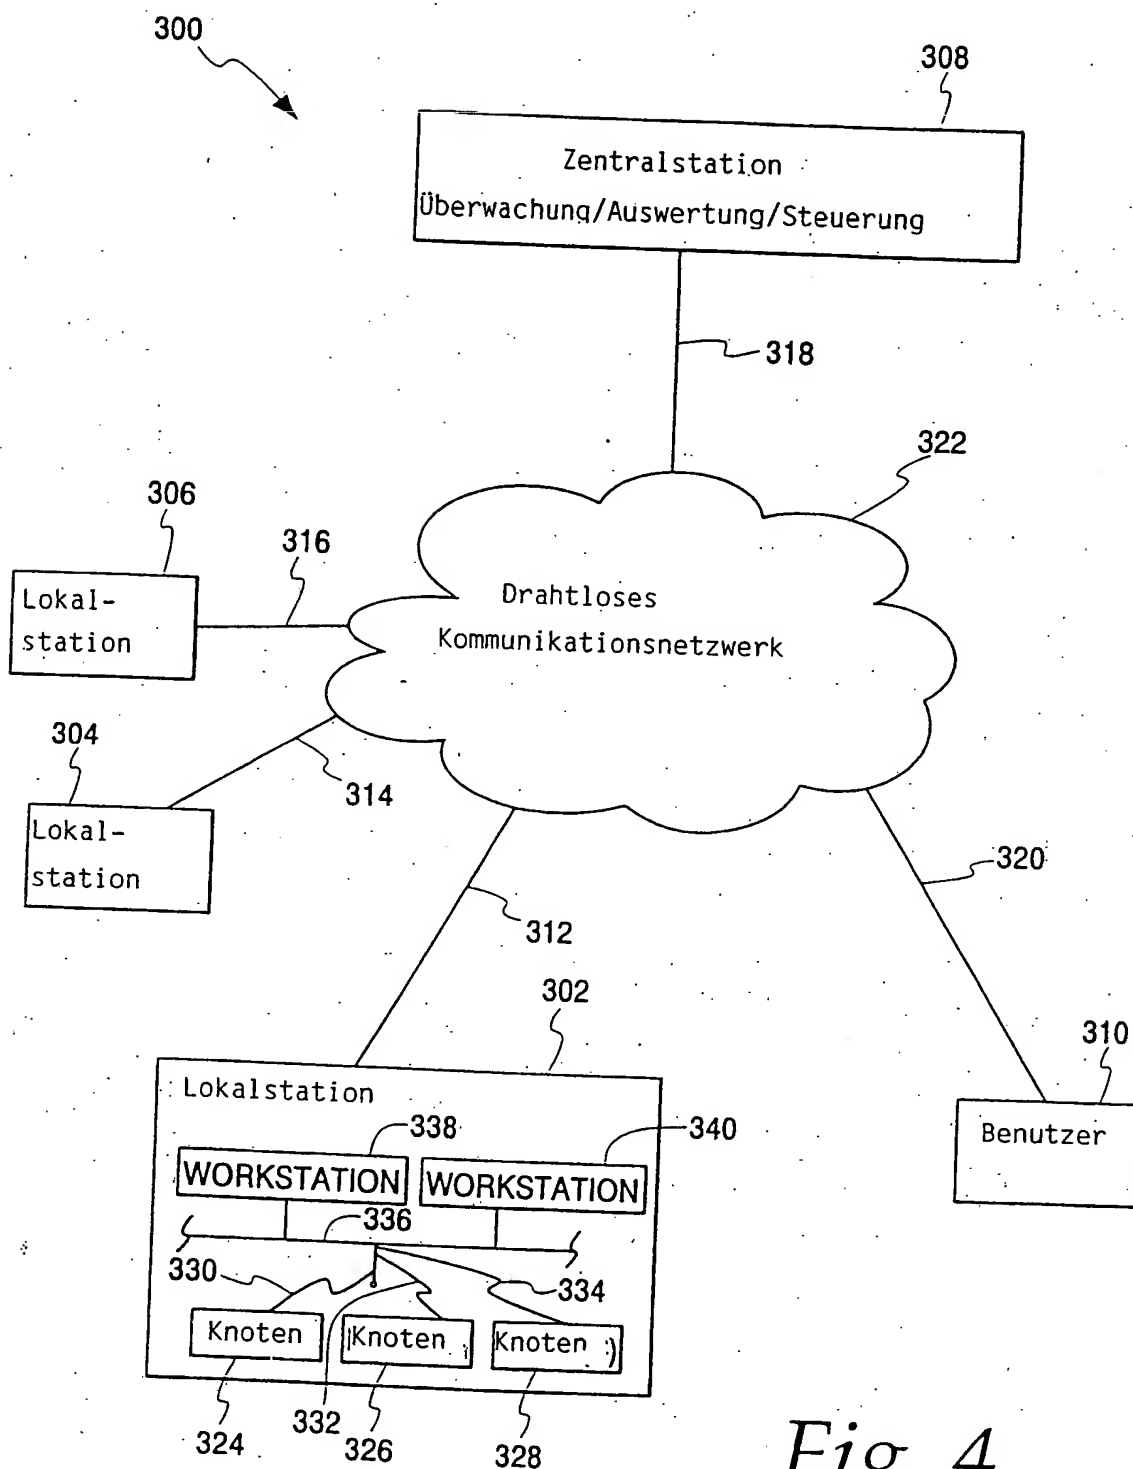 300
308
Zentralstation
Überwachung/Auswertung/Steuerung
318
322
306
316
Lokal-
station
Drahtloses
Kommunikationsnetzwerk
304
314
Lokal-
station
320
312
302
310
Lokalstation
Benutzer
338
340
WORKSTATION
WORKSTATION
336
330
334
Knoten
Knoten
Knoten
332
324
326
328
Fig. 4